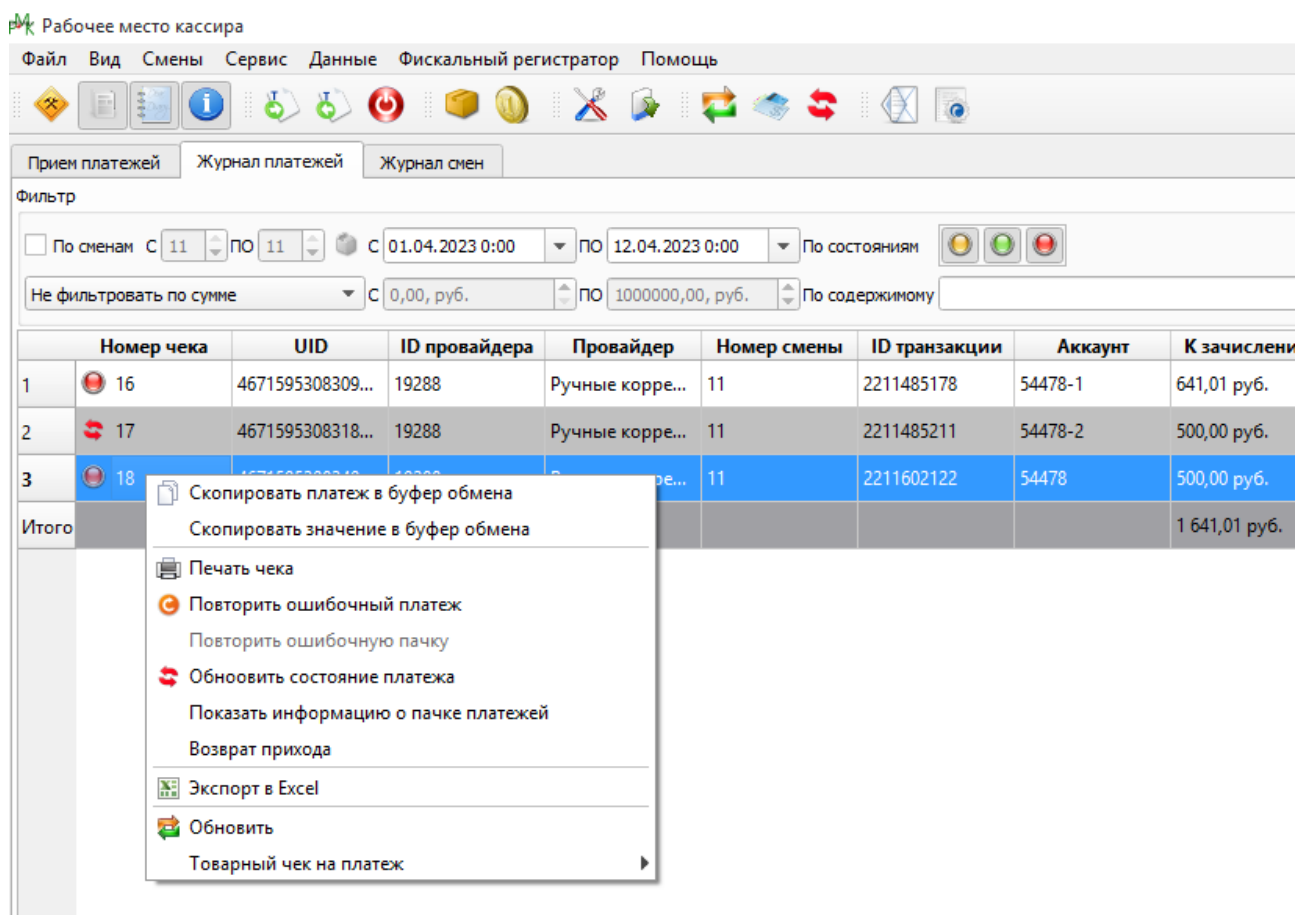 Рабочее место кассира
Файл Вид Смены Сервис Данные Фискальный регистратор Помощь
Прием платежей Журнал платежей Журнал смен
Фильтр
По сменам С 11 ПО 11 С 01.04.2023 0:00 ПО 12.04.2023 0:00 По состояниям
Не фильтровать по сумме С 0,00, руб. ПО 1000000,00, руб. По содержимому
Номер чека UID ID провайдера Провайдер Номер смены ID транзакции Аккаунт К зачислени
1 16 4671595308309... 19288 Ручные корре... 11 2211485178 54478-1 641,01 руб.
2 17 4671595308318... 19288 Ручные корре... 11 2211485211 54478-2 500,00 руб.
3 18 ре... 11 2211602122 54478 500,00 руб.
Итого 1 641,01 руб.
Скопировать платеж в буфер обмена
Скопировать значение в буфер обмена
Печать чека
Повторить ошибочный платеж
Повторить ошибочную пачку
Обноовить состояние платежа
Показать информацию о пачке платежей
Возврат прихода
Экспорт в Excel
Обновить
Товарный чек на платеж